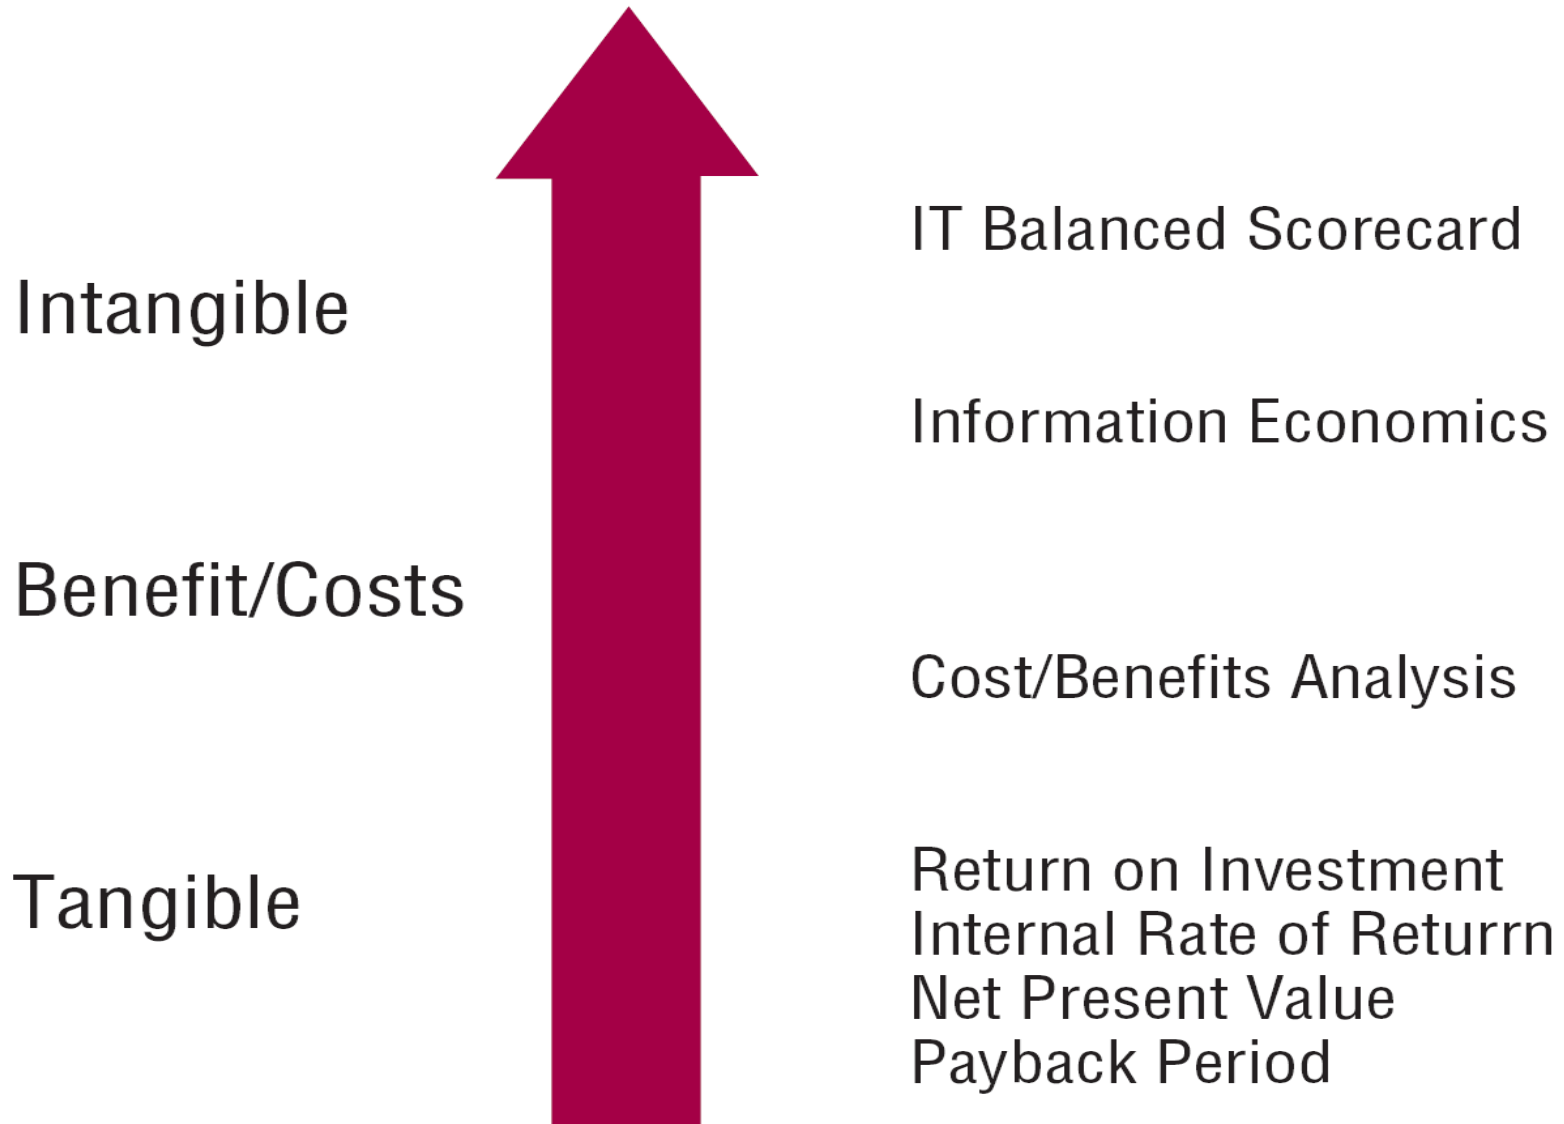 Intangible
Benefit/Costs
Tangible
IT Balanced Scorecard
Information Economics
Cost/Benefits Analysis
Return on Investment
Internal Rate of Returrn
Net Present Value
Payback Period